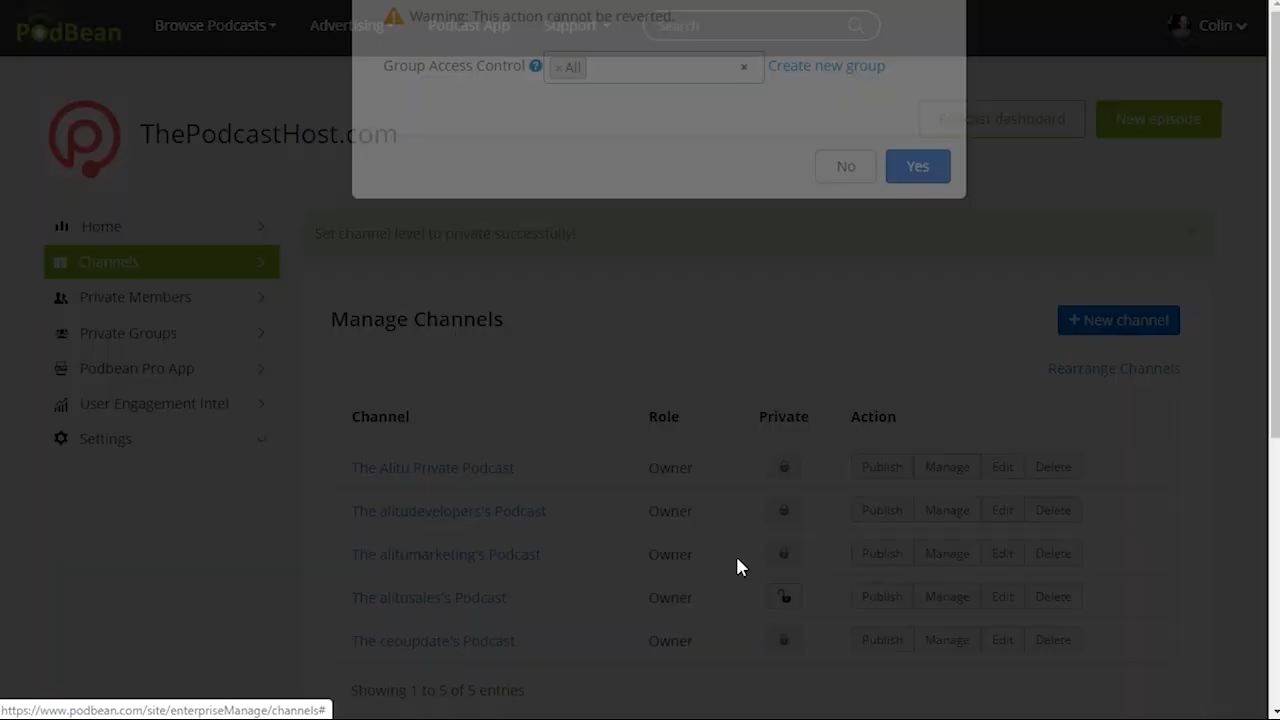 PodBean
Browse Podcasts
Advertising
Podcast App
Support
Search
Colin
Warning: This action cannot be reverted.
Group Access Control ? × All × Create new group
ThePodcastHost.com
Podcast dashboard
New episode
No
Yes
Set channel level to private successfully!
Home
Channels
Private Members
Private Groups
Podbean Pro App
User Engagement Intel
Settings
Manage Channels
+ New channel
Rearrange Channels
Channel Role Private Action
The Alitu Private Podcast Owner Publish Manage Edit Delete
The alitudevelopers's Podcast Owner Publish Manage Edit Delete
The alitumarketing's Podcast Owner Publish Manage Edit Delete
The alitusales's Podcast Owner Publish Manage Edit Delete
The ceoupdate's Podcast Owner Publish Manage Edit Delete
Showing 1 to 5 of 5 entries
https://www.podbean.com/site/enterpriseManage/channels#